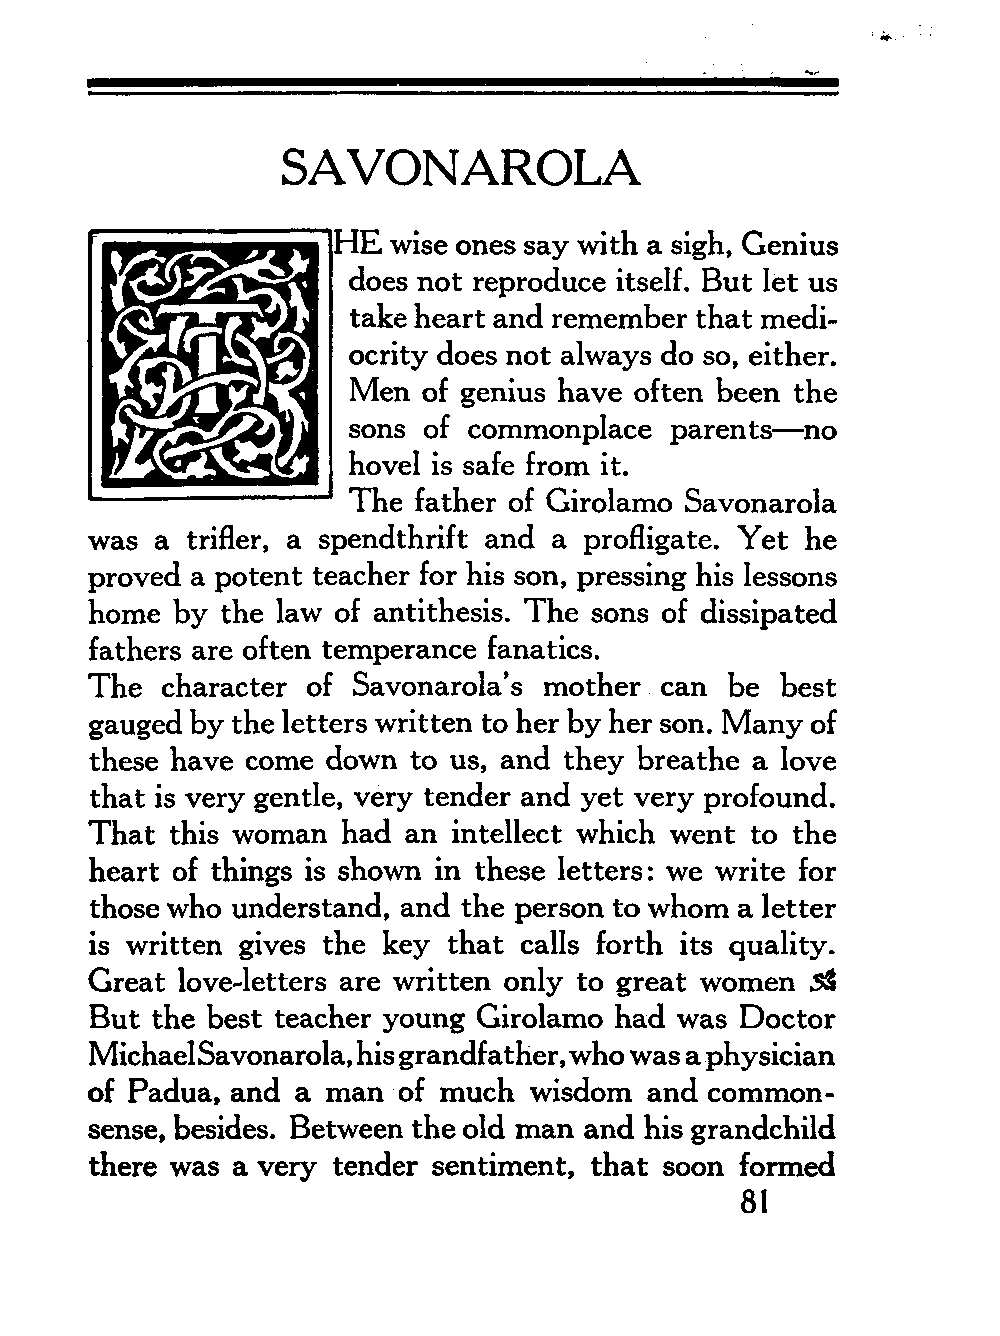 SAVONAROLA
THE wise ones say with a sigh, Genius
does not reproduce itself. But let us
take heart and remember that medi-
ocrity does not always do so, either.
Men of genius have often been the
sons of commonplace parents—no
hovel is safe from it.
The father of Girolamo Savonarola
was a trifler, a spendthrift and a profligate. Yet he
proved a potent teacher for his son, pressing his lessons
home by the law of antithesis. The sons of dissipated
fathers are often temperance fanatics.
The character of Savonarola's mother can be best
gauged by the letters written to her by her son. Many of
these have come down to us, and they breathe a love
that is very gentle, very tender and yet very profound.
That this woman had an intellect which went to the
heart of things is shown in these letters: we write for
those who understand, and the person to whom a letter
is written gives the key that calls forth its quality.
Great love-letters are written only to great women
But the best teacher young Girolamo had was Doctor
Michael Savonarola, his grandfather, who was a physician
of Padua, and a man of much wisdom and common-
sense, besides. Between the old man and his grandchild
there was a very tender sentiment, that soon formed
81